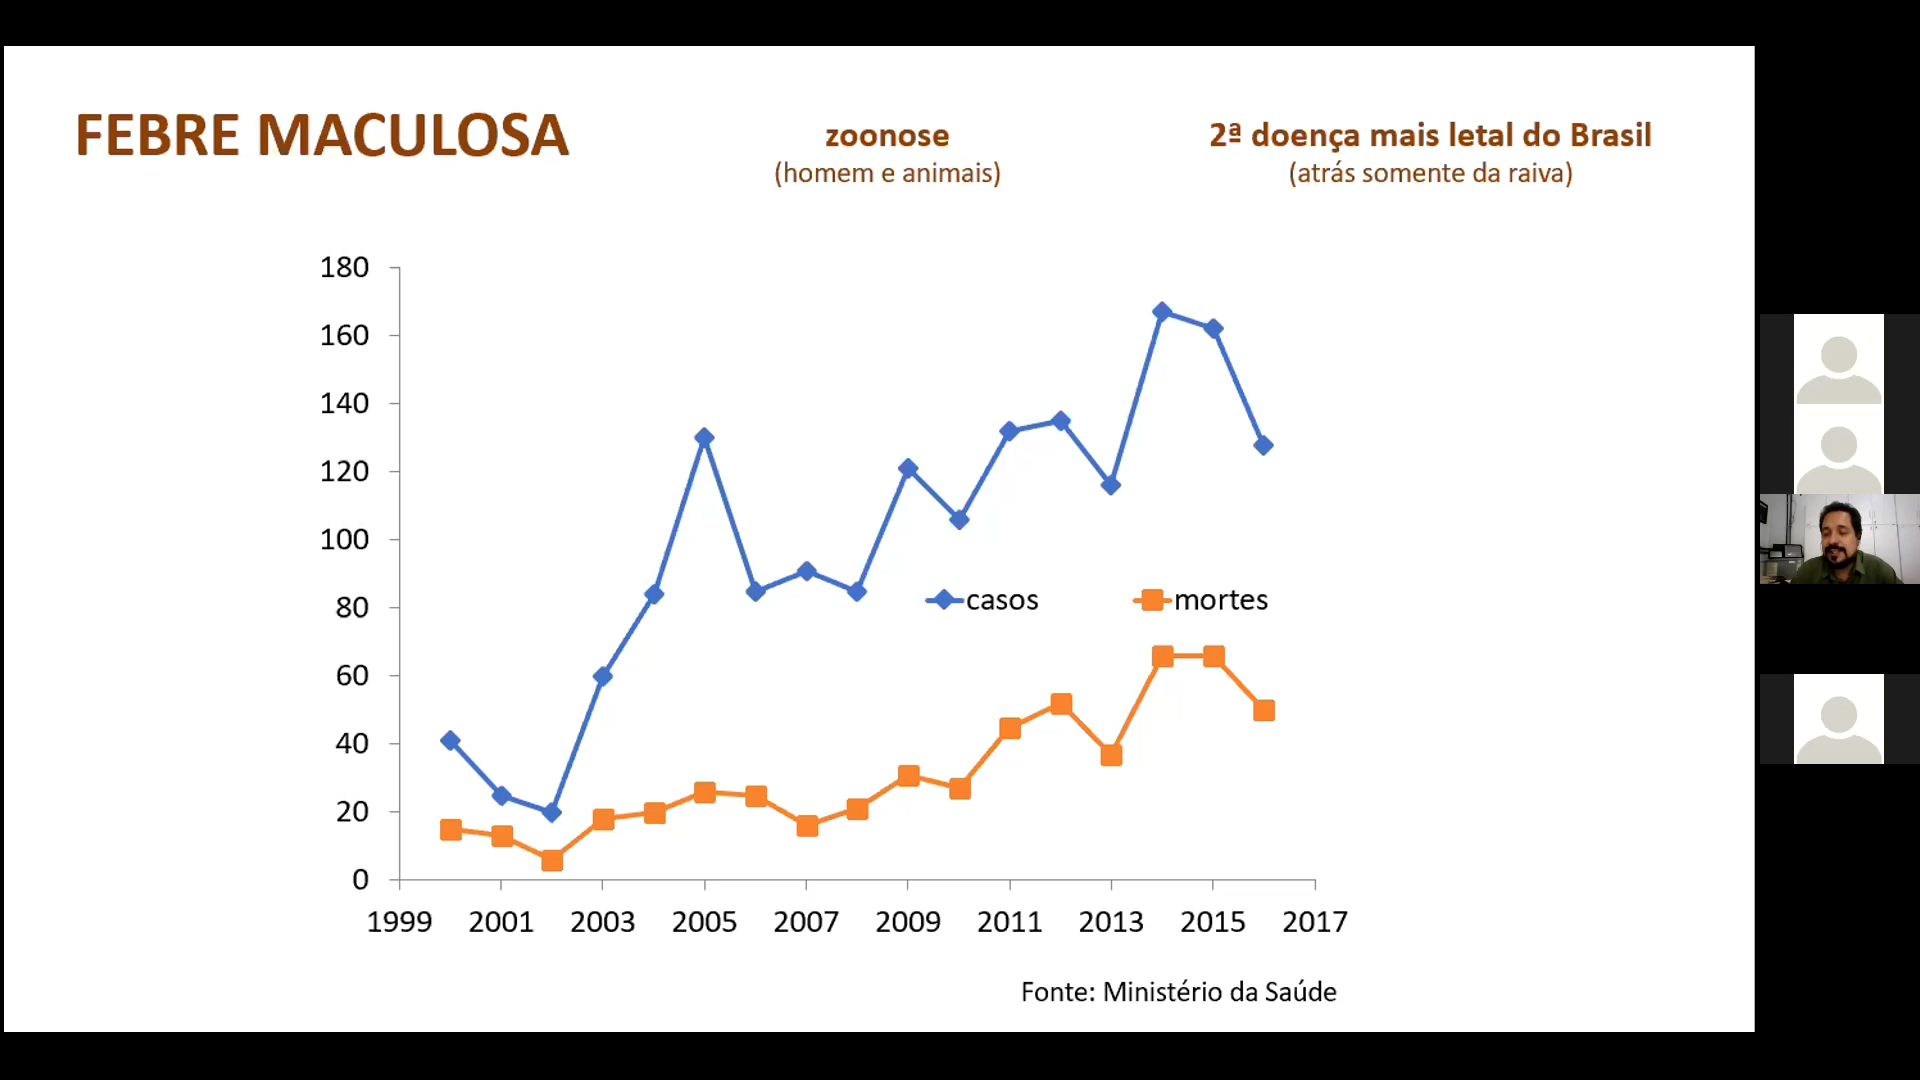 FEBRE MACULOSA
zoonose
(homem e animais)
2ª doença mais letal do Brasil
(atrás somente da raiva)
180
160
140
120
100
80
60
40
20
0
casos
mortes
1999 2001 2003 2005 2007 2009 2011 2013 2015 2017
Fonte: Ministério da Saúde